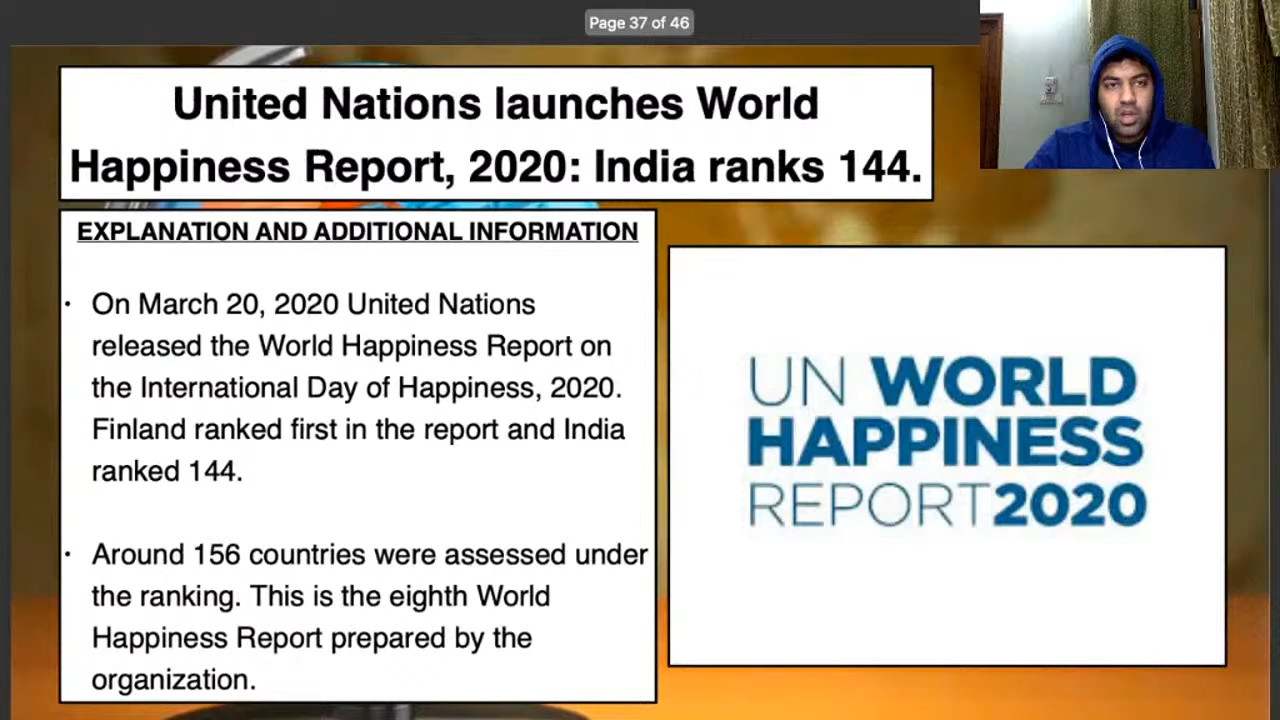 Page 37 of 46
United Nations launches World
Happiness Report, 2020: India ranks 144.
EXPLANATION AND ADDITIONAL INFORMATION
• On March 20, 2020 United Nations
released the World Happiness Report on
the International Day of Happiness, 2020.
Finland ranked first in the report and India
ranked 144.
• Around 156 countries were assessed under
the ranking. This is the eighth World
Happiness Report prepared by the
organization.
UN WORLD
HAPPINESS
REPORT2020